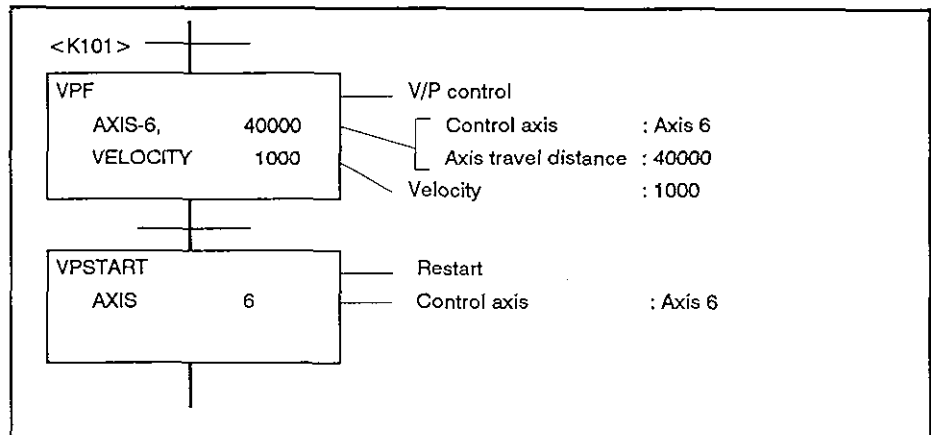 <K101>
VPF V/P control
AXIS-6, 40000 Control axis : Axis 6
Axis travel distance : 40000
VELOCITY 1000
Velocity : 1000
VPSTART Restart
AXIS 6 Control axis : Axis 6